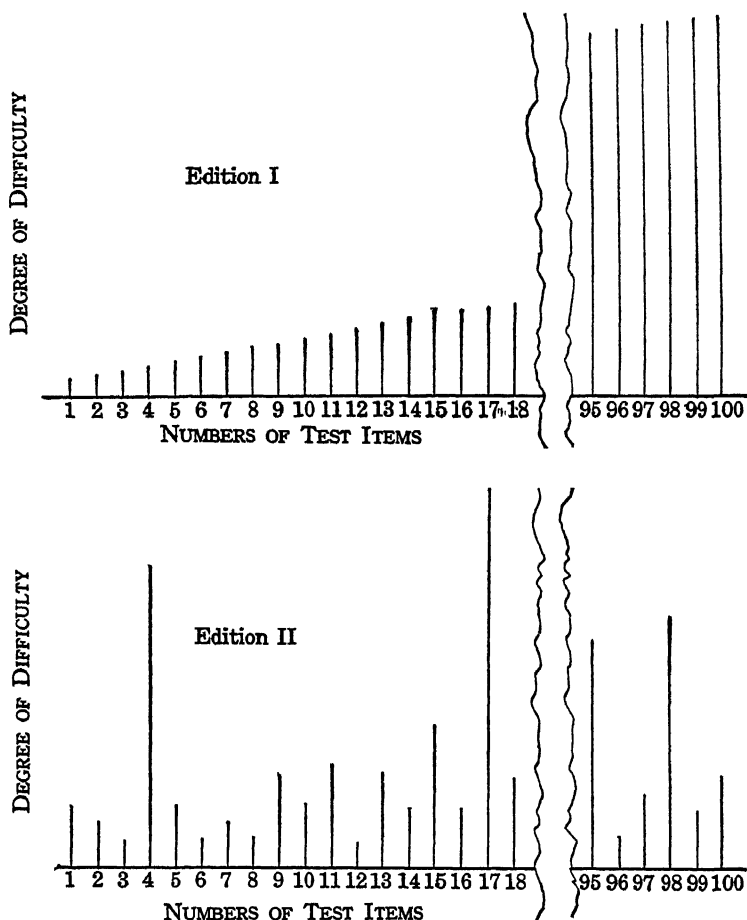 DEGREE OF DIFFICULTY
Edition I
1 2 3 4 5 6 7 8 9 10 11 12 13 14 15 16 17 18 95 96 97 98 99 100
NUMBERS OF TEST ITEMS
DEGREE OF DIFFICULTY
Edition II
1 2 3 4 5 6 7 8 9 10 11 12 13 14 15 16 17 18 95 96 97 98 99 100
NUMBERS OF TEST ITEMS